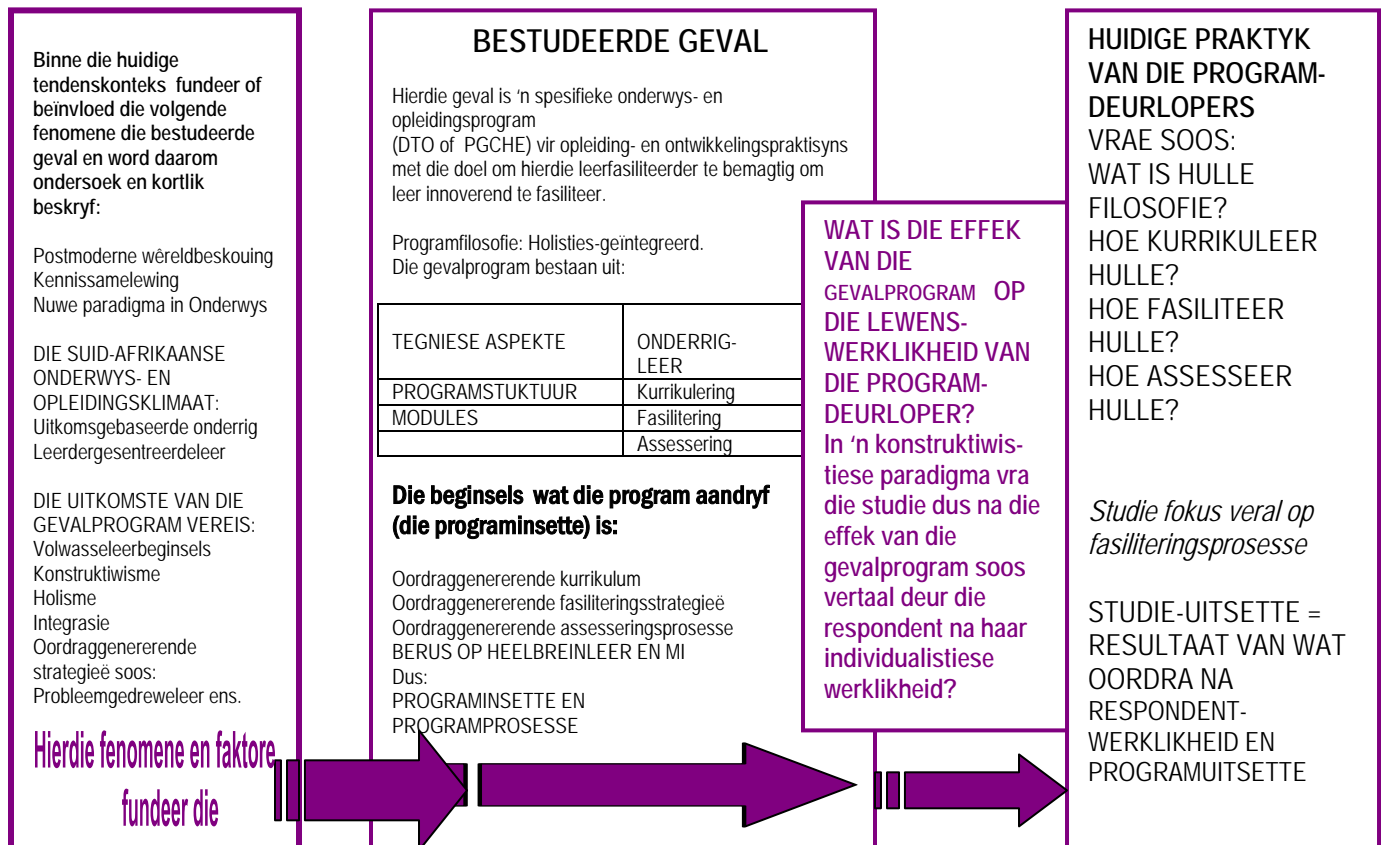 Binne die huidige
tendenskonteks fundeer of
beïnvloed die volgende
fenomene die bestudeerde
geval en word daarom
ondersoek en kortlik
beskryf:
Postmoderne wêreldbeskouing
Kennissamelewing
Nuwe paradigma in Onderwys
DIE SUID-AFRIKAANSE
ONDERWYS- EN
OPLEIDINGSKLIMAAT:
Uitkomsgebaseerde onderrig
Leerdergesentreerdeleer
DIE UITKOMSTE VAN DIE
GEVALPROGRAM VEREIS:
Volwasseleerbeginsels
Konstruktiwisme
Holisme
Integrasie
Oordraggenererende
strategieë soos:
Probleemgedreweleer ens.
Hierdie fenomene en faktore
fundeer die
BESTUDEERDE GEVAL
Hierdie geval is ‘n spesifieke onderwys- en
opleidingsprogram
(DTO of PGCHE) vir opleiding- en ontwikkelingspraktisyns
met die doel om hierdie leerfasiliteerder te bemagtig om
leer innoverend te fasiliteer.
Programfilosofie: Holisties-geïntegreerd.
Die gevalprogram bestaan uit:
TEGNIESE ASPEKTE
ONDERRIG-
LEER
PROGRAMSTUKTUUR
Kurrikulering
MODULES
Fasilitering
Assessering
Die beginsels wat die program aandryf
(die programinsette) is:
Oordraggenererende kurrikulum
Oordraggenererende fasiliteringsstrategieë
Oordraggenererende assesseringsprosesse
BERUS OP HEELBREINLEER EN MI
Dus:
PROGRAMINSETTE EN
PROGRAMPROSESSE
WAT IS DIE EFFEK
VAN DIE
GEVALPROGRAM OP
DIE LEWENS-
WERKLIKHEID VAN
DIE PROGRAM-
DEURLOPER?
In ‘n konstruktiwis-
tiese paradigma vra
die studie dus na die
effek van die
gevalprogram soos
vertaal deur die
respondent na haar
individualistiese
werklikheid?
HUIDIGE PRAKTYK
VAN DIE PROGRAM-
DEURLOPERS
VRAE SOOS:
WAT IS HULLE
FILOSOFIE?
HOE KURRIKULEER
HULLE?
HOE FASILITEER
HULLE?
HOE ASSESSEER
HULLE?
Studie fokus veral op
fasiliteringsprosesse
STUDIE-UITSETTE =
RESULTAAT VAN WAT
OORDRA NA
RESPONDENT-
WERKLIKHEID EN
PROGRAMUITSETTE